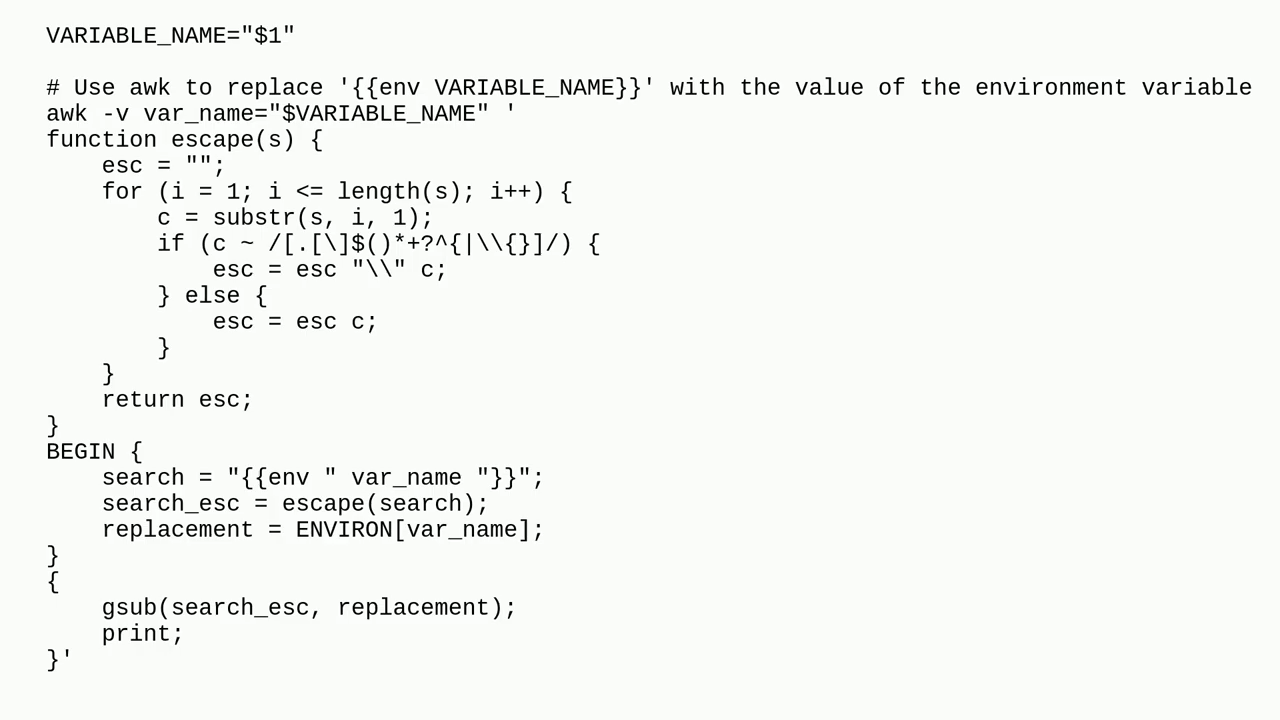 VARIABLE_NAME="$1"

# Use awk to replace '{{env VARIABLE_NAME}}' with the value of the environment variable
awk -v var_name="$VARIABLE_NAME" '
function escape(s) {
    esc = "";
    for (i = 1; i <= length(s); i++) {
        c = substr(s, i, 1);
        if (c ~ /[.[\]$()*+?^{|\\{}]/) {
            esc = esc "\\" c;
        } else {
            esc = esc c;
        }
    }
    return esc;
}
BEGIN {
    search = "{{env " var_name "}}";
    search_esc = escape(search);
    replacement = ENVIRON[var_name];
}
{
    gsub(search_esc, replacement);
    print;
}'